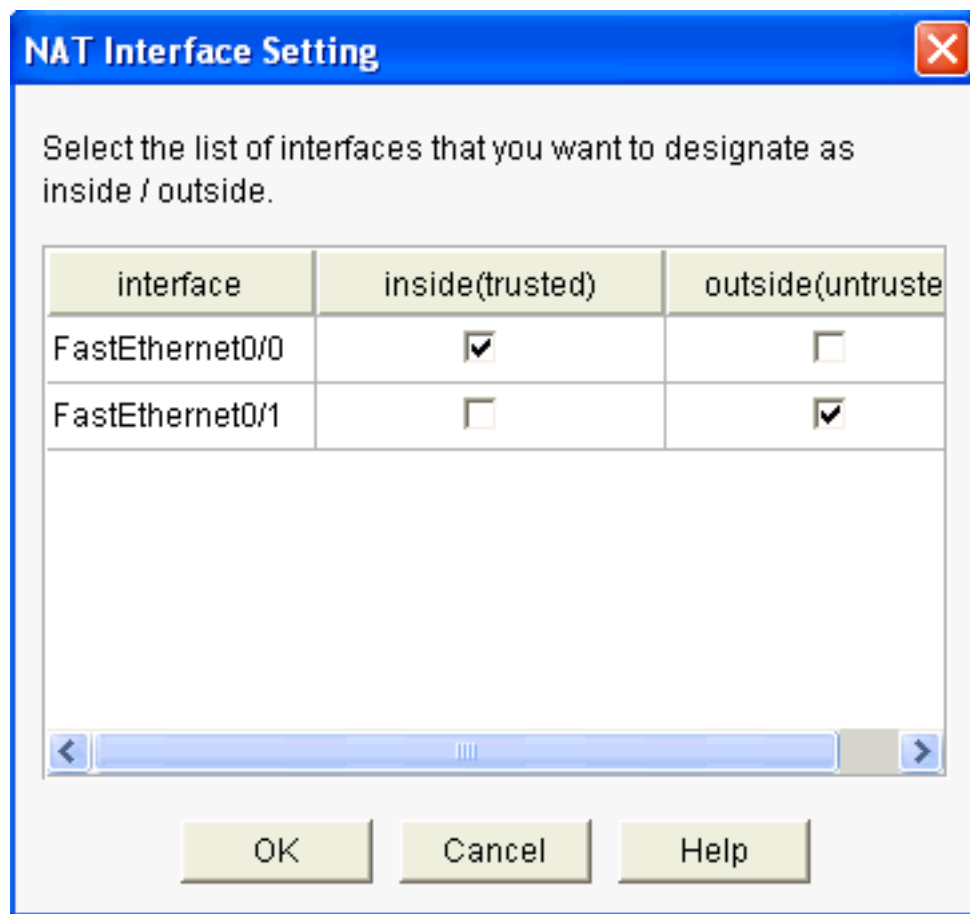 NAT Interface Setting
Select the list of interfaces that you want to designate as
inside / outside.
interface inside(trusted) outside(untruste
FastEthernet0/0
FastEthernet0/1
OK Cancel Help